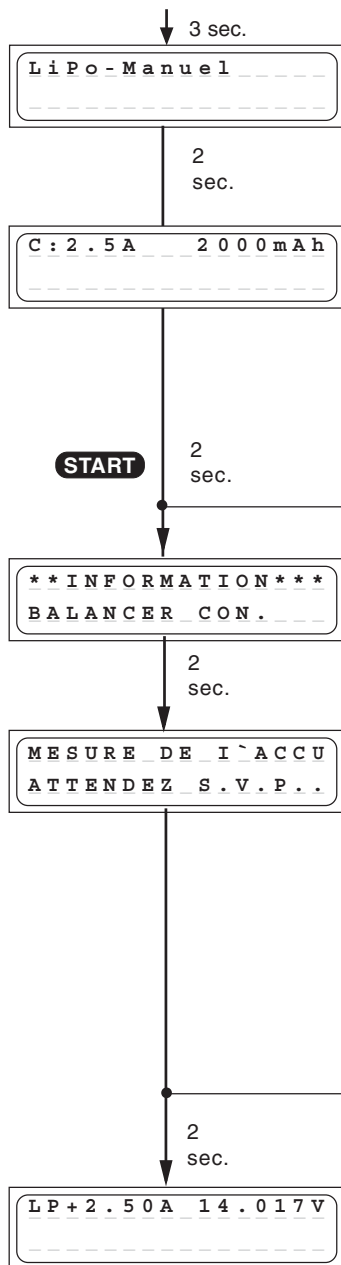 3 sec.
LiPo-Manuel
2
sec.
C:2.5A 2000mAh
START
2
sec.
**INFORMATION***
BALANCER CON.
2
sec.
MESURE DE I`ACCU
ATTENDEZ S.V.P..
2
sec.
LP+2.50A 14.017V